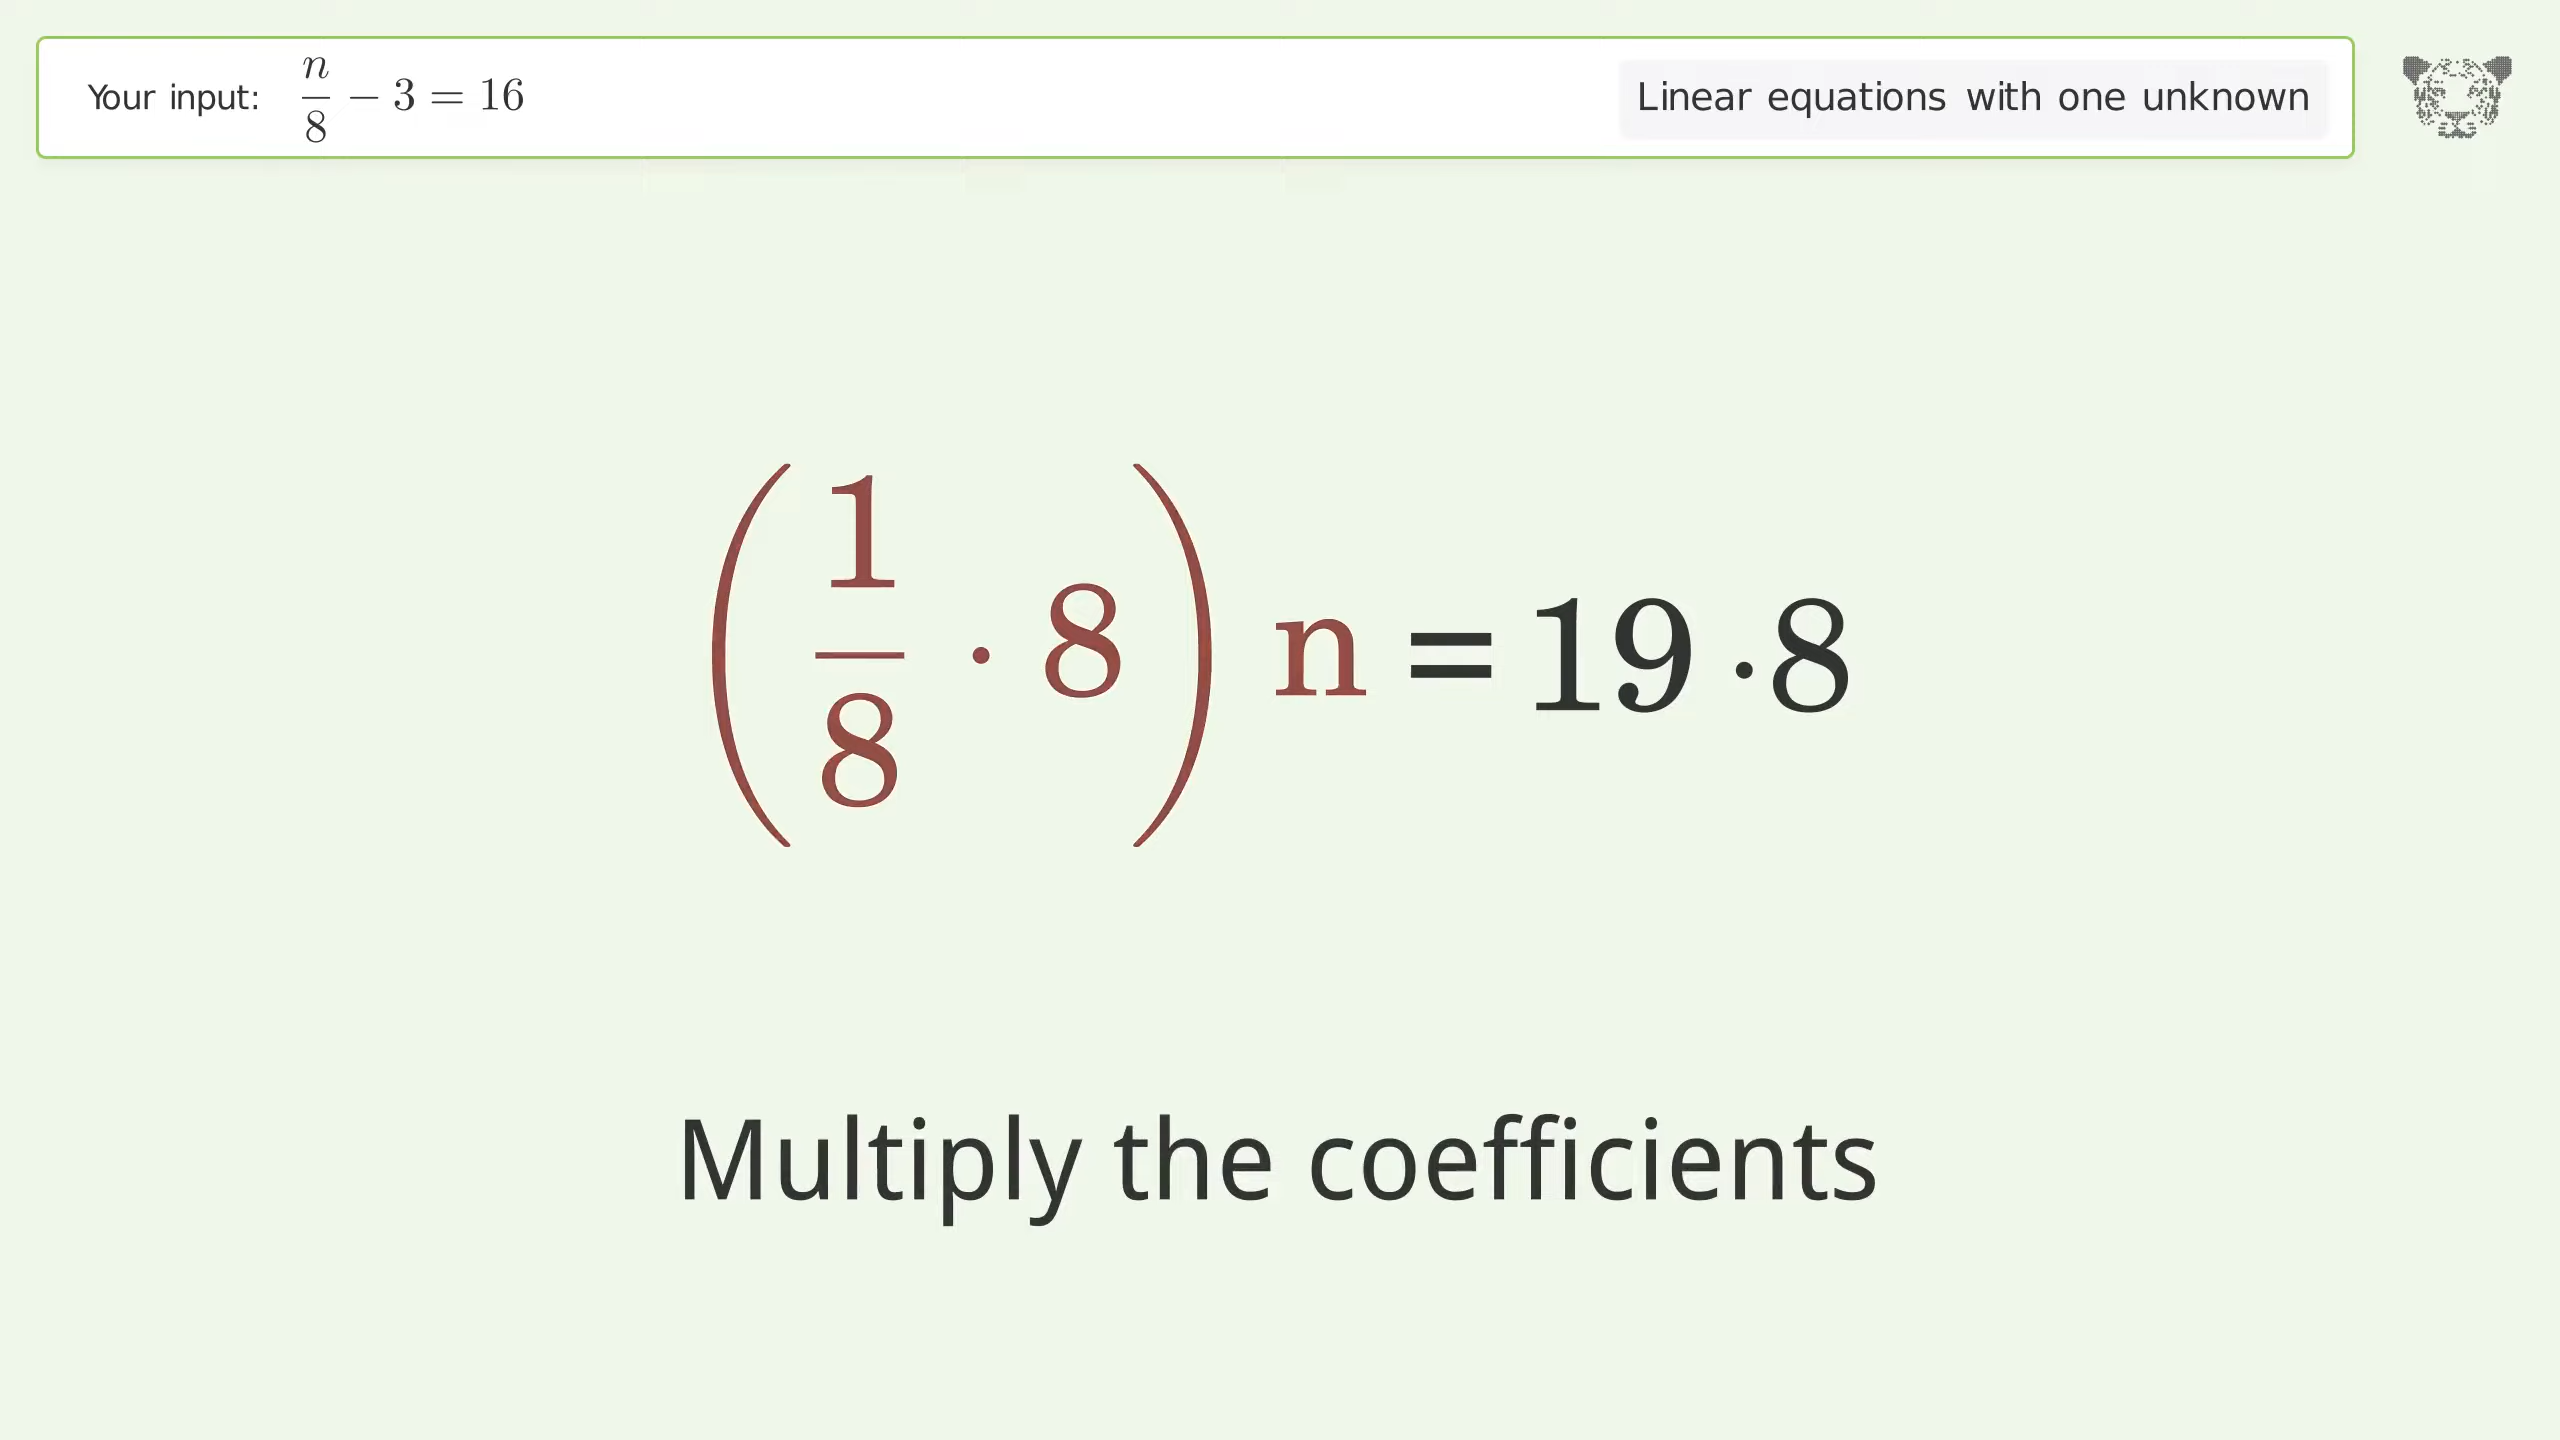 Your input: n/8 − 3 = 16
Linear equations with one unknown
(1/8 · 8) n = 19 · 8
Multiply the coefficients